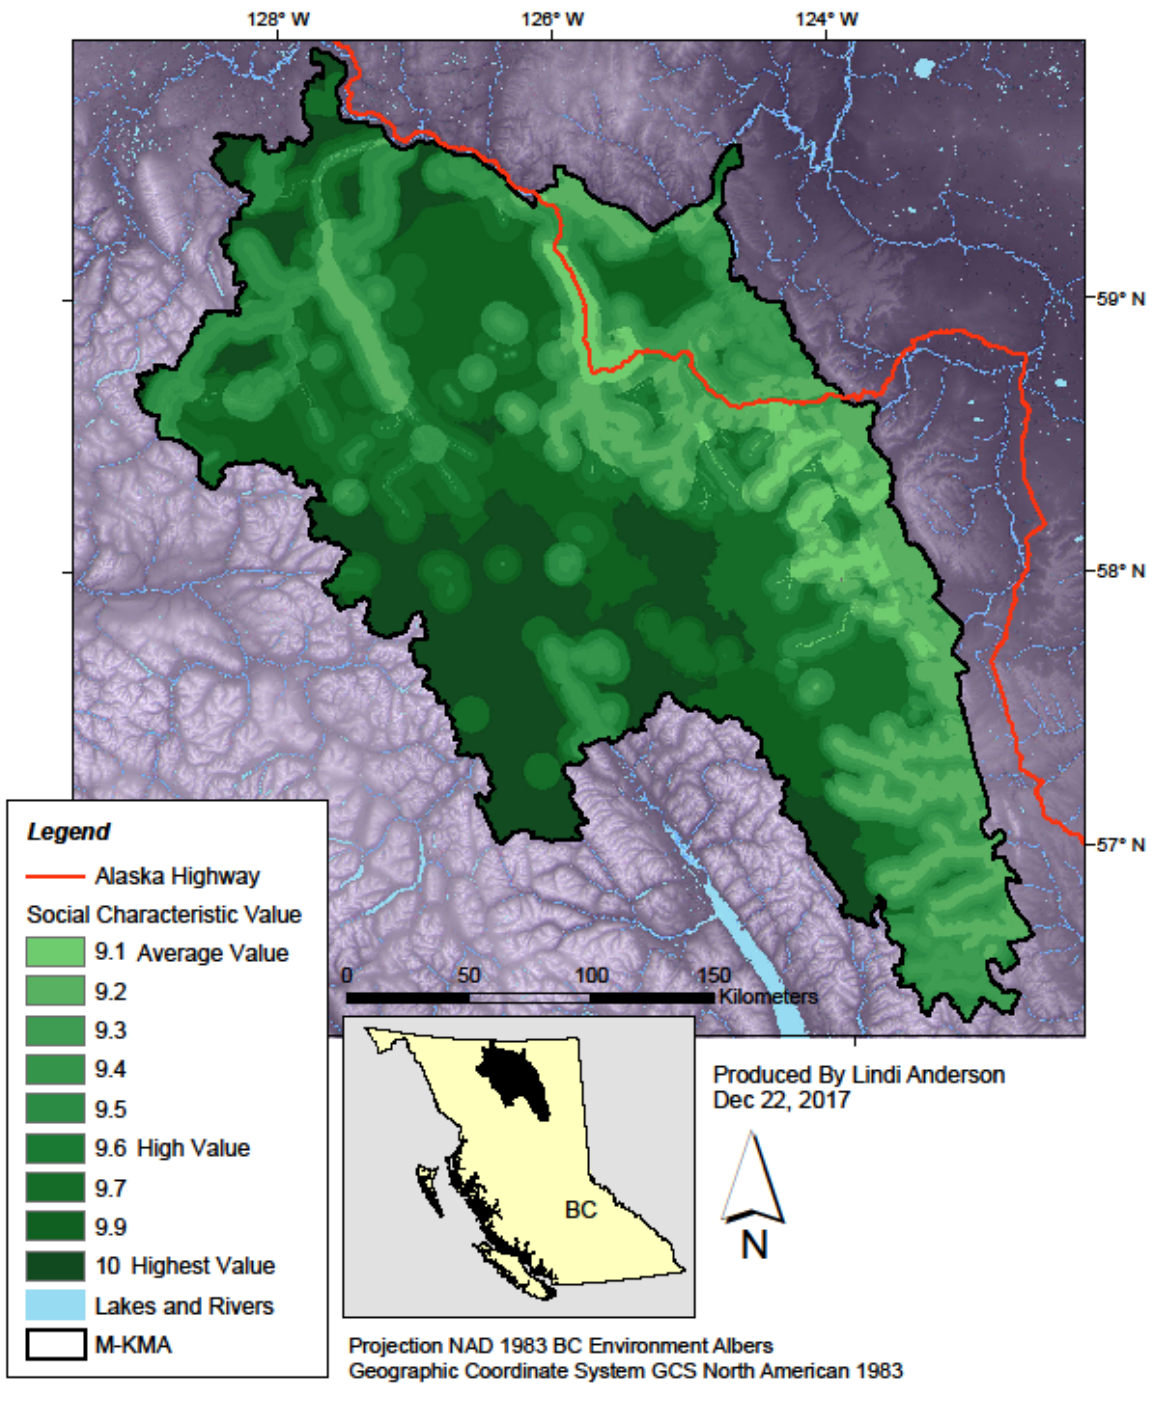 128° W
126° W
124° W
59° N
58° N
57° N
Legend
Alaska Highway
Social Characteristic Value
9.1 Average Value
9.2
9.3
9.4
9.5
9.6 High Value
9.7
9.9
10 Highest Value
Lakes and Rivers
M-KMA
0 50 100 150
Kilometers
BC
Produced By Lindi Anderson
Dec 22, 2017
N
Projection NAD 1983 BC Environment Albers
Geographic Coordinate System GCS North American 1983